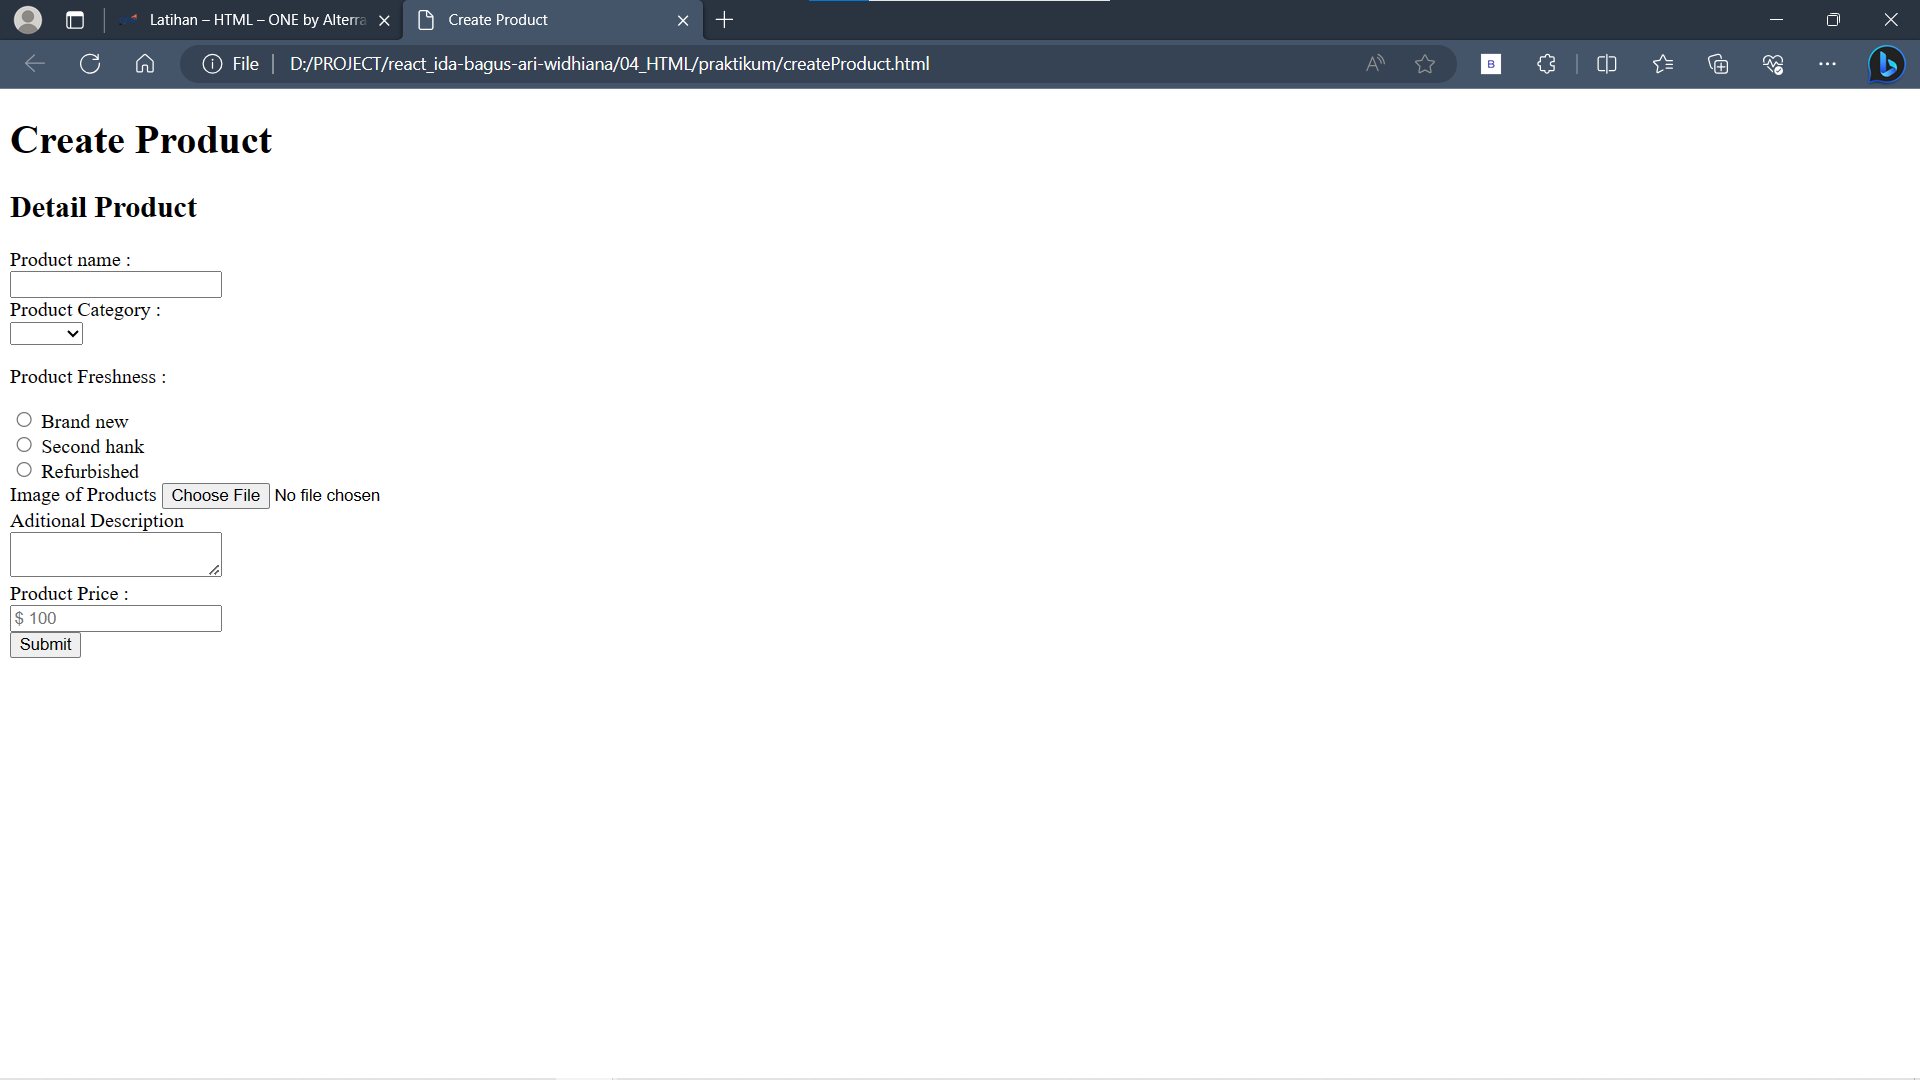 Latihan – HTML – ONE by Alterra
Create Product
File
D:/PROJECT/react_ida-bagus-ari-widhiana/04_HTML/praktikum/createProduct.html
B
Create Product
Detail Product
Product name :
Product Category :
Product Freshness :
Brand new
Second hank
Refurbished
Image of Products Choose File No file chosen
Aditional Description
Product Price :
$ 100
Submit